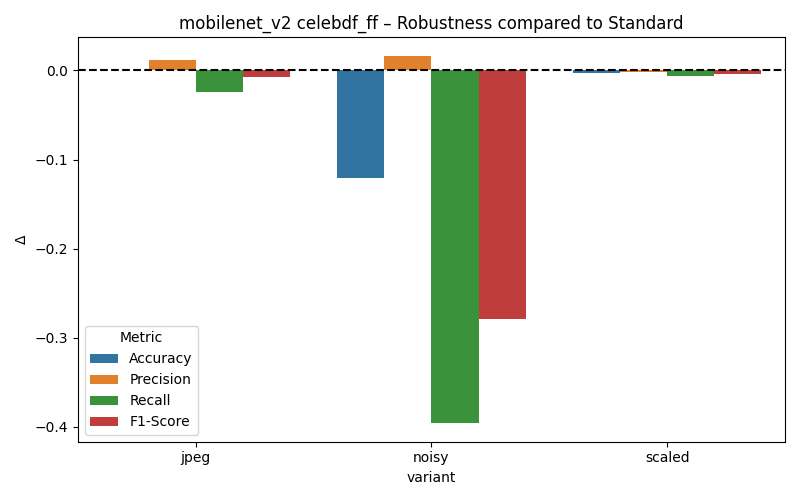 mobilenet_v2 celebdf_ff – Robustness compared to Standard
0.0
−0.1
−0.2
−0.3
−0.4
Δ
Metric
Accuracy
Precision
Recall
F1-Score
jpeg noisy scaled
variant